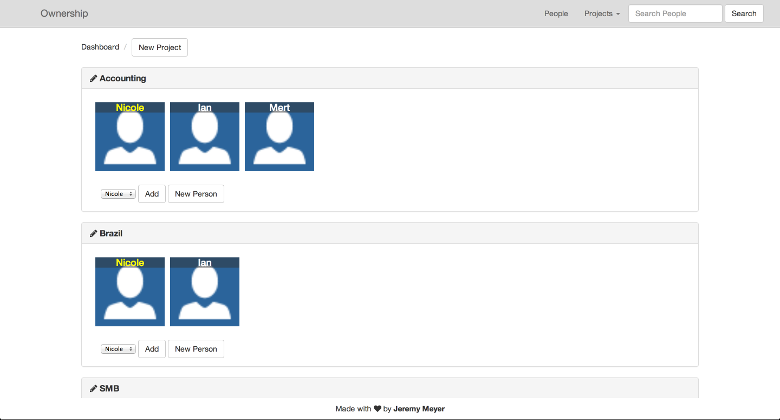 Ownership People Projects Search People Search
Dashboard / New Project
Accounting
Nicole Ian Mert
Nicole Add New Person
Brazil
Nicole Ian
Nicole Add New Person
SMB
Made with ♥ by Jeremy Meyer